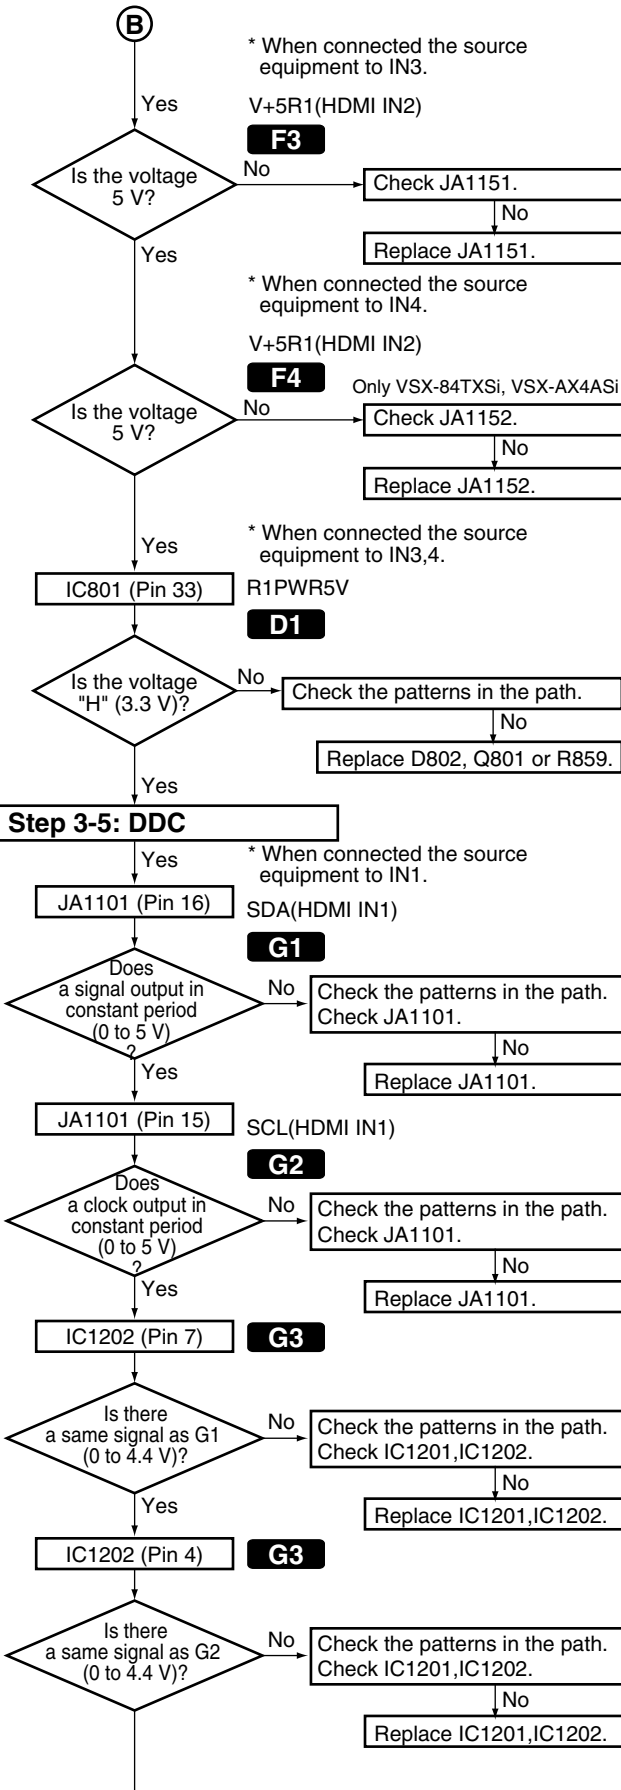 B
* When connected the source
equipment to IN3.
Yes
V+5R1(HDMI IN2)
F3
Is the voltage
5 V?
No
Check JA1151.
No
Replace JA1151.
Yes
* When connected the source
equipment to IN4.
V+5R1(HDMI IN2)
F4
Only VSX-84TXSi, VSX-AX4ASi
Is the voltage
5 V?
No
Check JA1152.
No
Replace JA1152.
Yes
* When connected the source
equipment to IN3,4.
IC801 (Pin 33)
R1PWR5V
D1
Is the voltage
"H" (3.3 V)?
No
Check the patterns in the path.
No
Replace D802, Q801 or R859.
Yes
Step 3-5: DDC
Yes
* When connected the source
equipment to IN1.
JA1101 (Pin 16)
SDA(HDMI IN1)
G1
Does
a signal output in
constant period
(0 to 5 V)
?
No
Check the patterns in the path.
Check JA1101.
No
Replace JA1101.
Yes
JA1101 (Pin 15)
SCL(HDMI IN1)
G2
Does
a clock output in
constant period
(0 to 5 V)
?
No
Check the patterns in the path.
Check JA1101.
No
Replace JA1101.
Yes
IC1202 (Pin 7)
G3
Is there
a same signal as G1
(0 to 4.4 V)?
No
Check the patterns in the path.
Check IC1201,IC1202.
No
Replace IC1201,IC1202.
Yes
IC1202 (Pin 4)
G3
Is there
a same signal as G2
(0 to 4.4 V)?
No
Check the patterns in the path.
Check IC1201,IC1202.
No
Replace IC1201,IC1202.